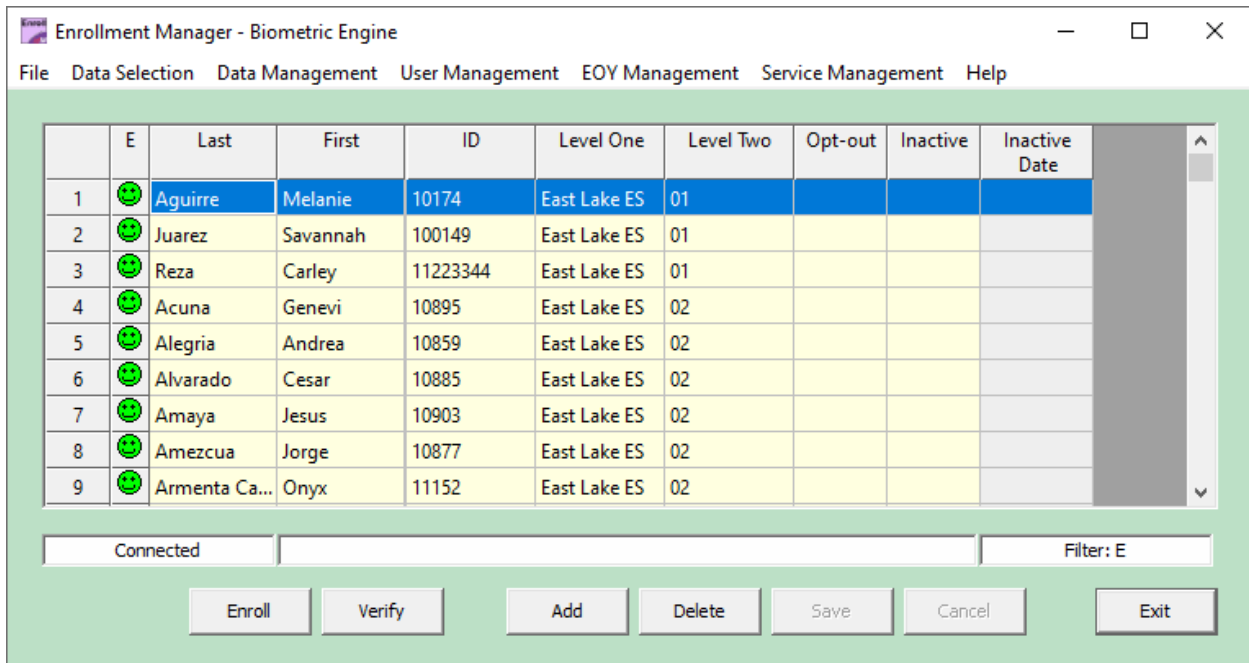 Enroll
Enrollment Manager - Biometric Engine
File Data Selection Data Management User Management EOY Management Service Management Help
E Last First ID Level One Level Two Opt-out Inactive Inactive Date
1 Aguirre Melanie 10174 East Lake ES 01
2 Juarez Savannah 100149 East Lake ES 01
3 Reza Carley 11223344 East Lake ES 01
4 Acuna Genevi 10895 East Lake ES 02
5 Alegria Andrea 10859 East Lake ES 02
6 Alvarado Cesar 10885 East Lake ES 02
7 Amaya Jesus 10903 East Lake ES 02
8 Amezcua Jorge 10877 East Lake ES 02
9 Armenta Ca... Onyx 11152 East Lake ES 02
Connected Filter: E
Enroll Verify Add Delete Save Cancel Exit